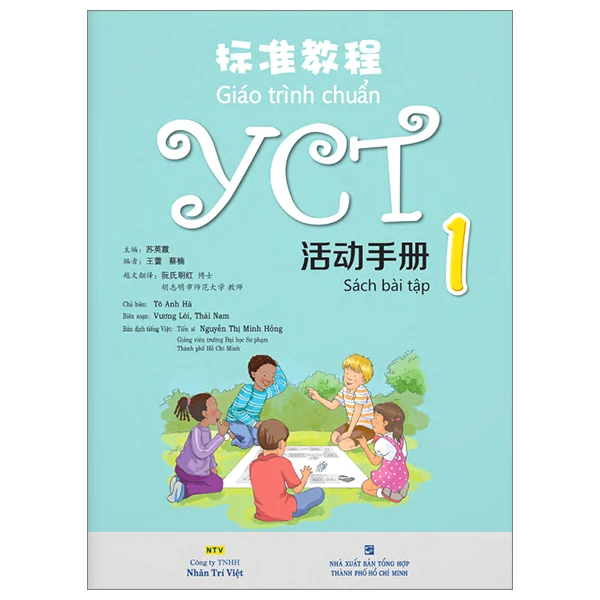 标准教程
Giáo trình chuẩn
YCT
1
活动手册
Sách bài tập
主编: 苏英霞
编者: 王蕾 蔡楠
越文翻译: 阮氏明红 博士
胡志明市师范大学 教师
Chủ biên: Tô Anh Hà
Biên soạn: Vương Lôi, Thái Nam
Bản dịch tiếng Việt: Tiến sĩ Nguyễn Thị Minh Hồng
Giảng viên trường Đại học Sư phạm
Thành phố Hồ Chí Minh
NTV
Công ty TNHH
Nhân Trí Việt
NHÀ XUẤT BẢN TỔNG HỢP
THÀNH PHỐ HỒ CHÍ MINH